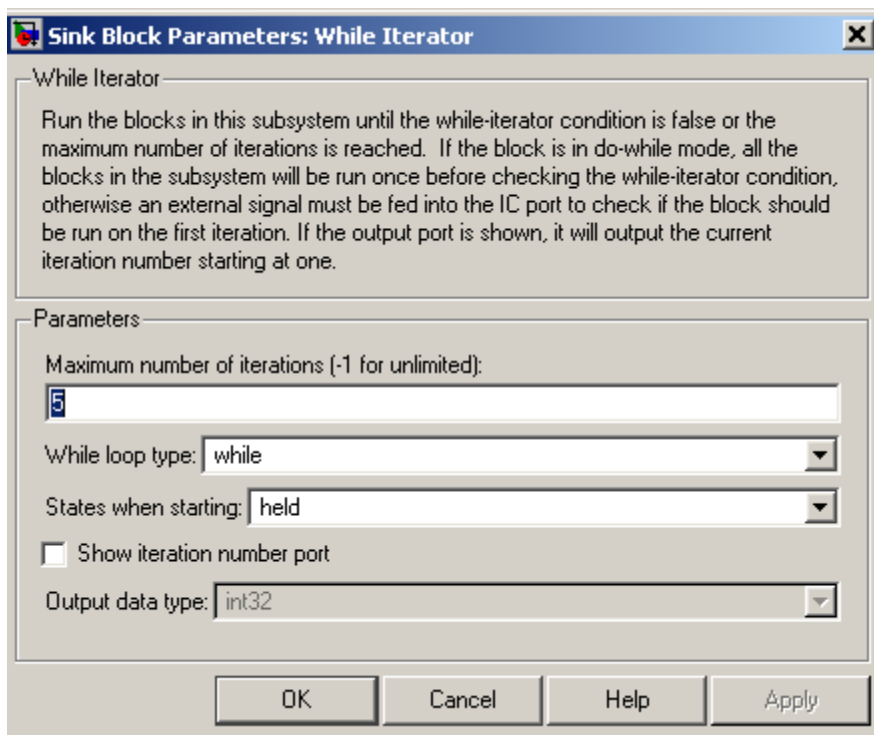 Sink Block Parameters: While Iterator
While Iterator
Run the blocks in this subsystem until the while-iterator condition is false or the
maximum number of iterations is reached.  If the block is in do-while mode, all the
blocks in the subsystem will be run once before checking the while-iterator condition,
otherwise an external signal must be fed into the IC port to check if the block should
be run on the first iteration. If the output port is shown, it will output the current
iteration number starting at one.
Parameters
Maximum number of iterations (-1 for unlimited):
5
While loop type: while
States when starting: held
Show iteration number port
Output data type: int32
OK Cancel Help Apply